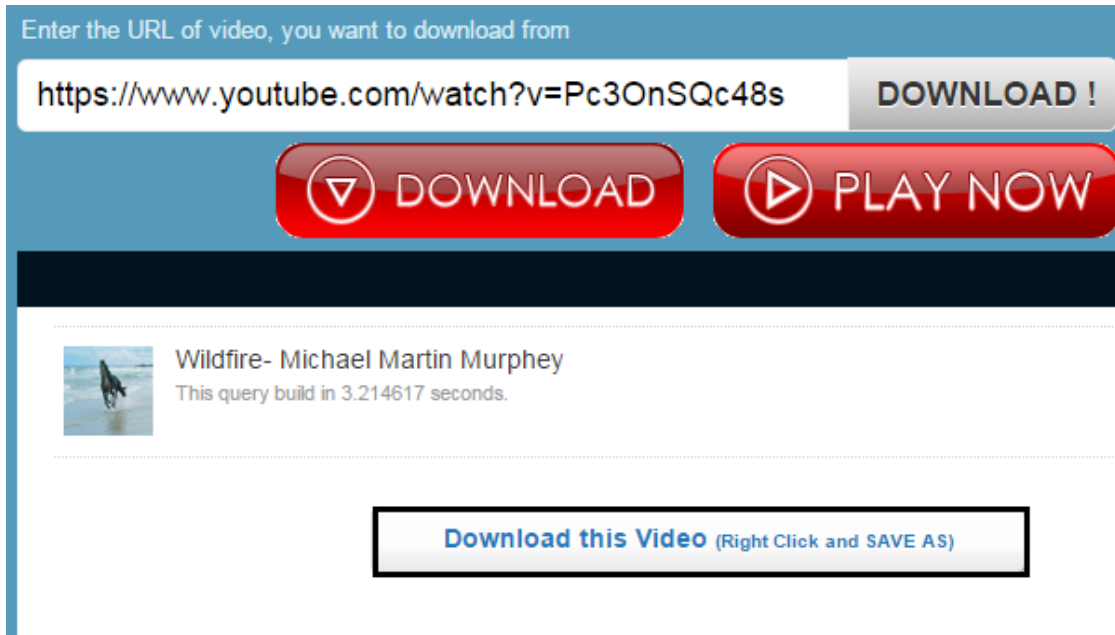 Enter the URL of video, you want to download from
https://www.youtube.com/watch?v=Pc3OnSQc48s DOWNLOAD !
DOWNLOAD PLAY NOW
Wildfire- Michael Martin Murphey
This query build in 3.214617 seconds.
Download this Video (Right Click and SAVE AS)